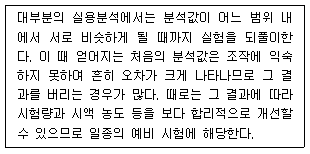 대부분의 실용분석에서는 분석값이 어느 범위 내
에서 서로 비슷하게 될 때까지 실험을 되풀이한
다. 이 때 얻어지는 처음의 분석값은 조작에 익숙
하지 못하며 흔히 오차가 크게 나타나므로 그 결
과를 버리는 경우가 많다. 때로는 그 결과에 따라
시험량과 시액 농도 등을 보다 합리적으로 개선할
수 있으므로 일종의 예비 시험에 해당한다.